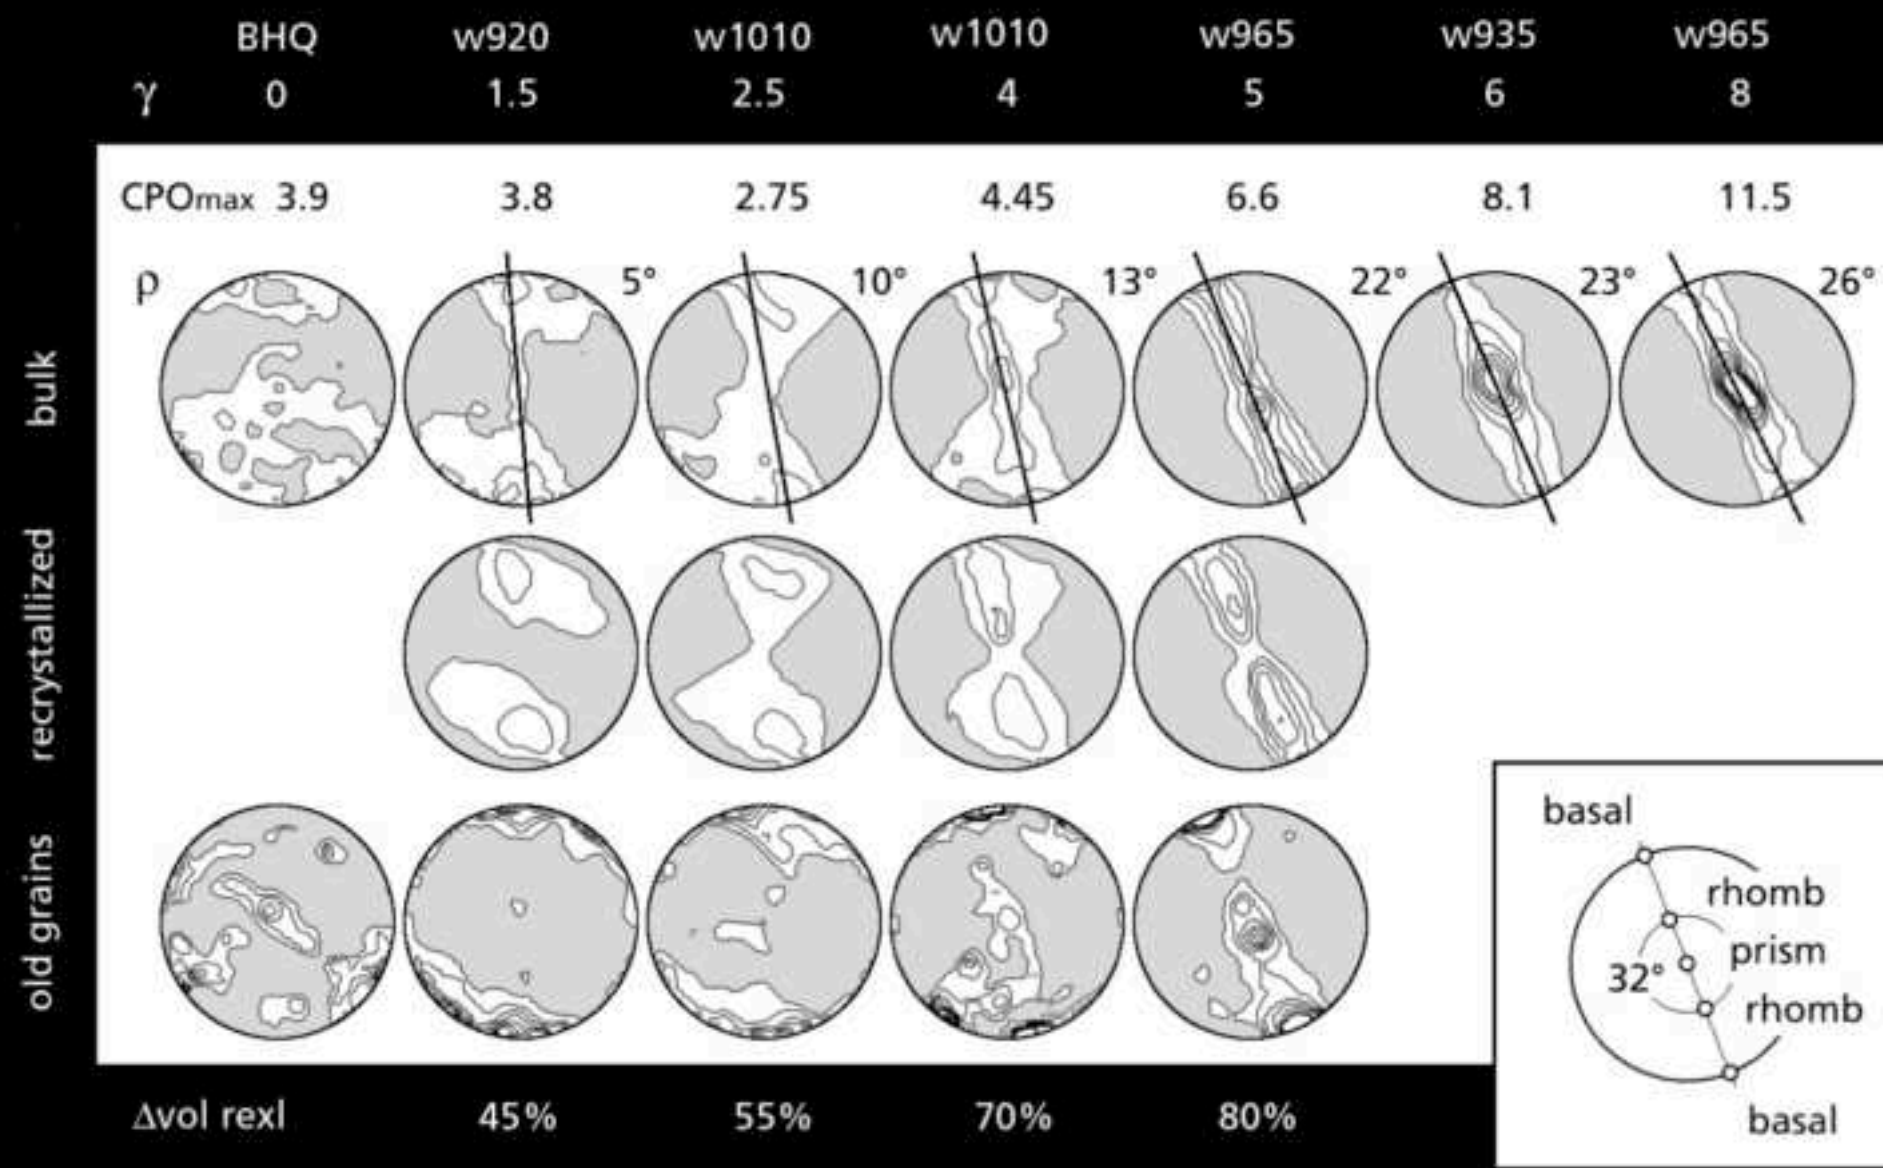 BHQ w920 w1010 w1010 w965 w935 w965
γ 0 1.5 2.5 4 5 6 8
CPOmax 3.9 3.8 2.75 4.45 6.6 8.1 11.5
ρ 5° 10° 13° 22° 23° 26°
bulk
recrystallized
old grains
basal
rhomb
prism
32°
rhomb
basal
Δvol rexl 45% 55% 70% 80%